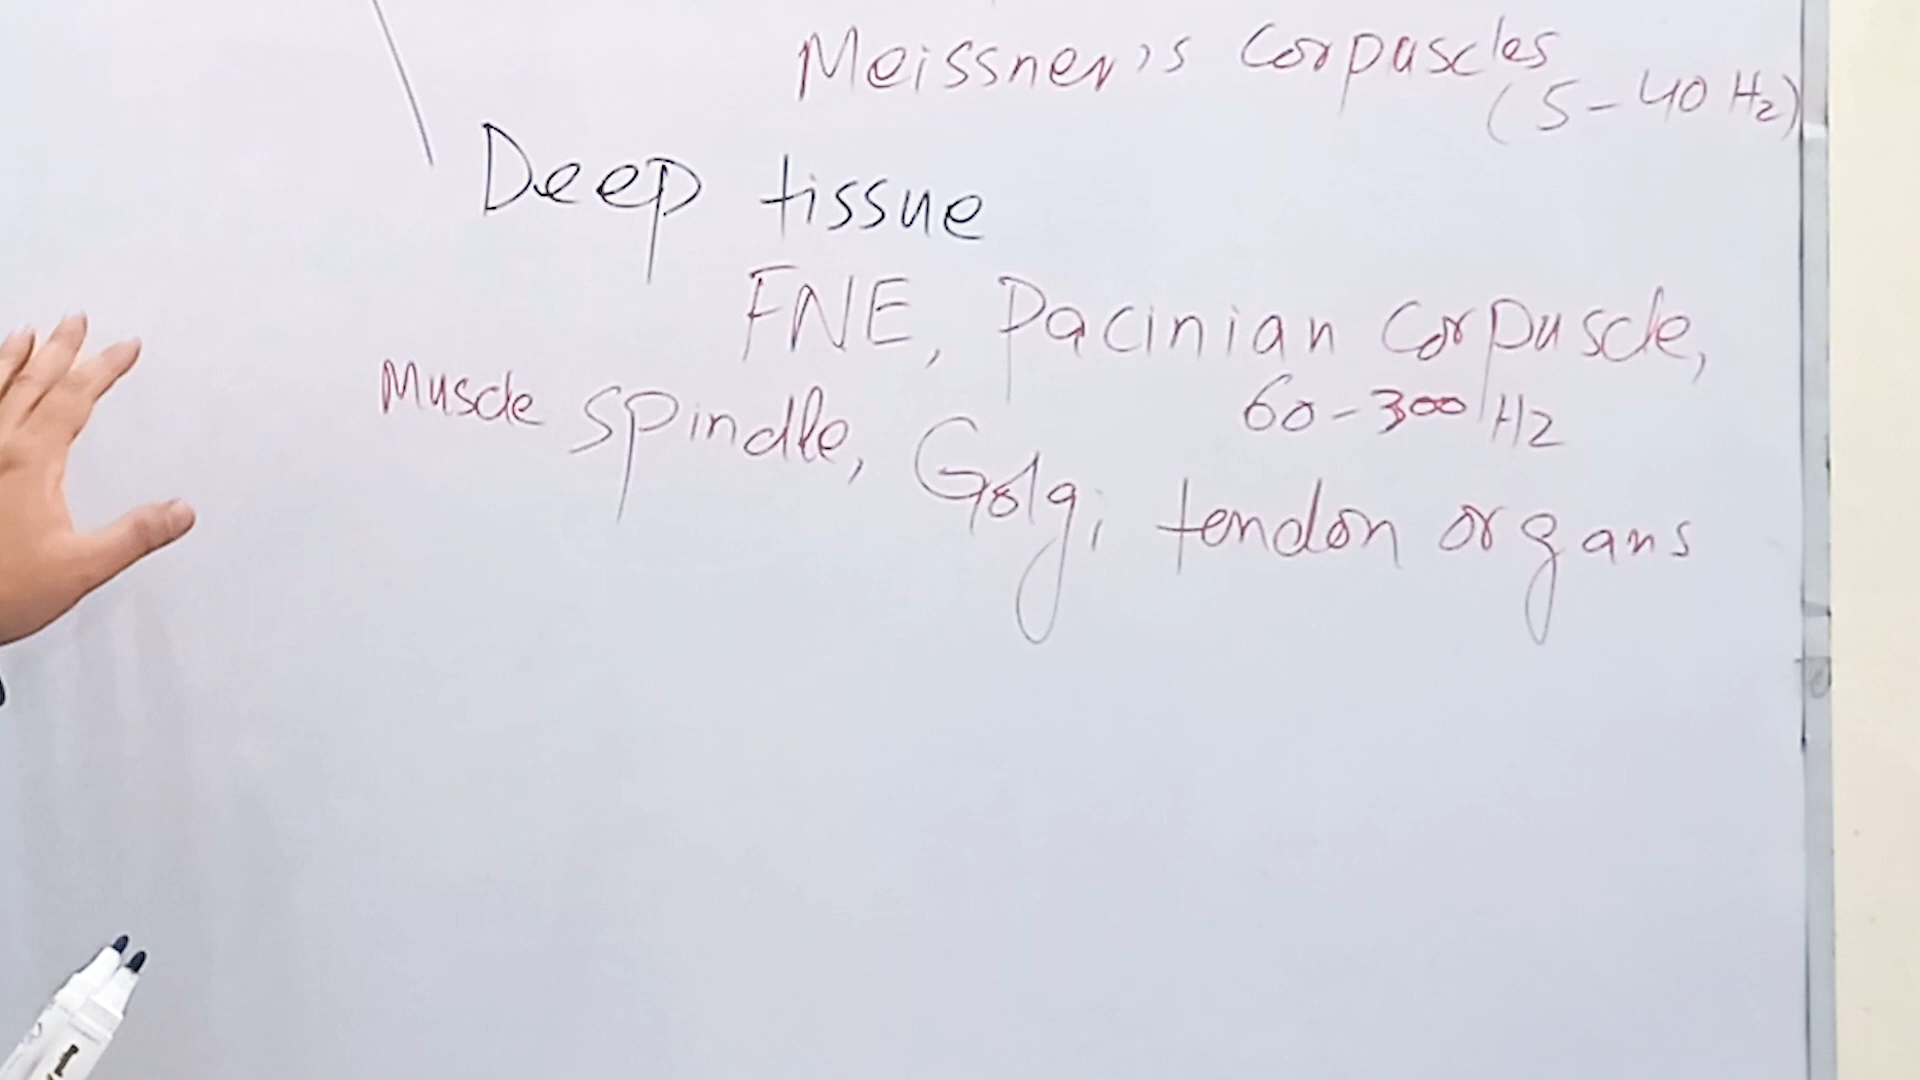 Meissner's Corpuscles
(5-40 Hz)
Deep tissue
FNE, Pacinian Corpuscle,
60-300 Hz
Muscle spindle, Golgi tendon organs